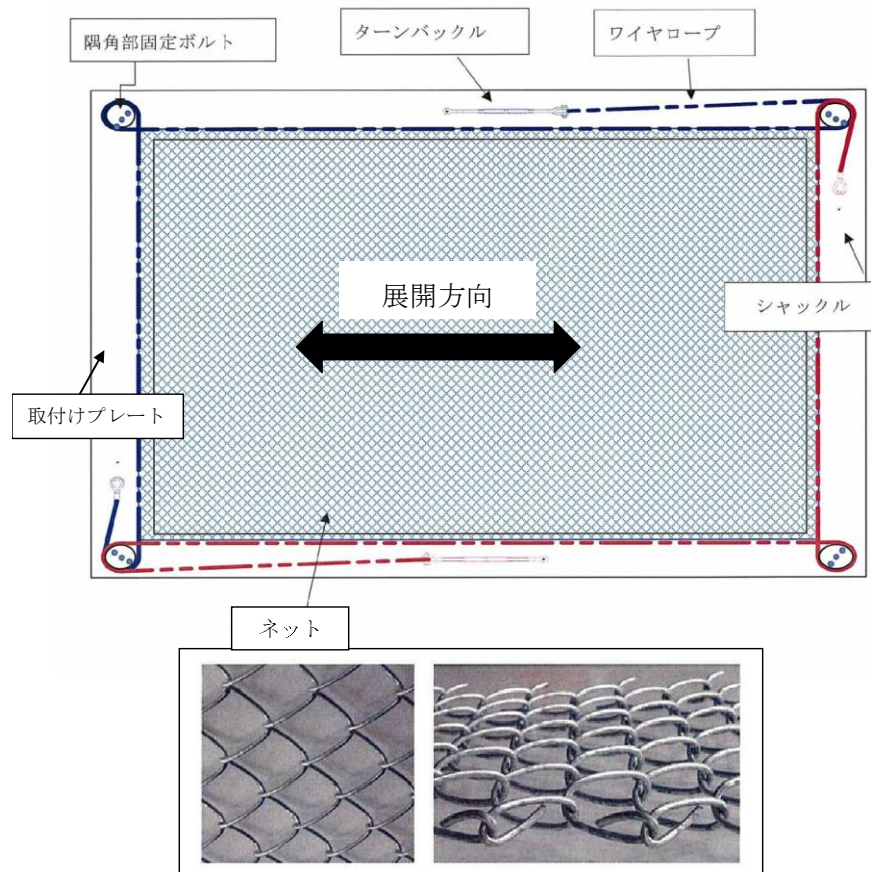 隅角部固定ボルト
ターンバックル
ワイヤロープ
展開方向
シャックル
取付けプレート
ネット